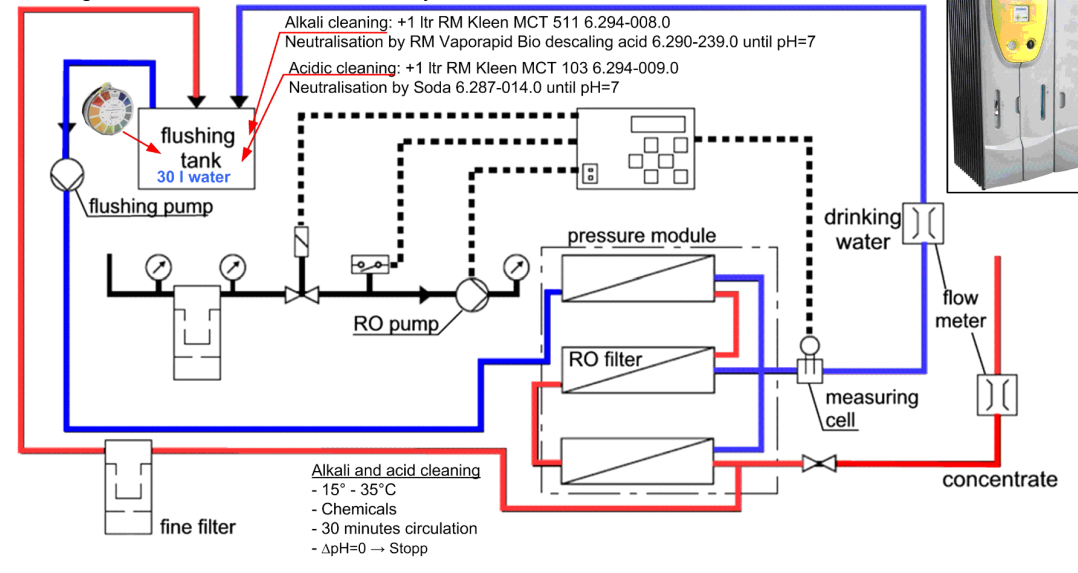 Alkali cleaning: +1 ltr RM Kleen MCT 511 6.294-008.0
Neutralisation by RM Vaporapid Bio descaling acid 6.290-239.0 until pH=7
Acidic cleaning: +1 ltr RM Kleen MCT 103 6.294-009.0
Neutralisation by Soda 6.287-014.0 until pH=7
flushing
tank
30 l water
flushing pump
drinking
water
pressure module
flow
meter
RO pump
RO filter
measuring
cell
Alkali and acid cleaning
- 15° - 35°C
- Chemicals
- 30 minutes circulation
- ΔpH=0 → Stopp
concentrate
fine filter